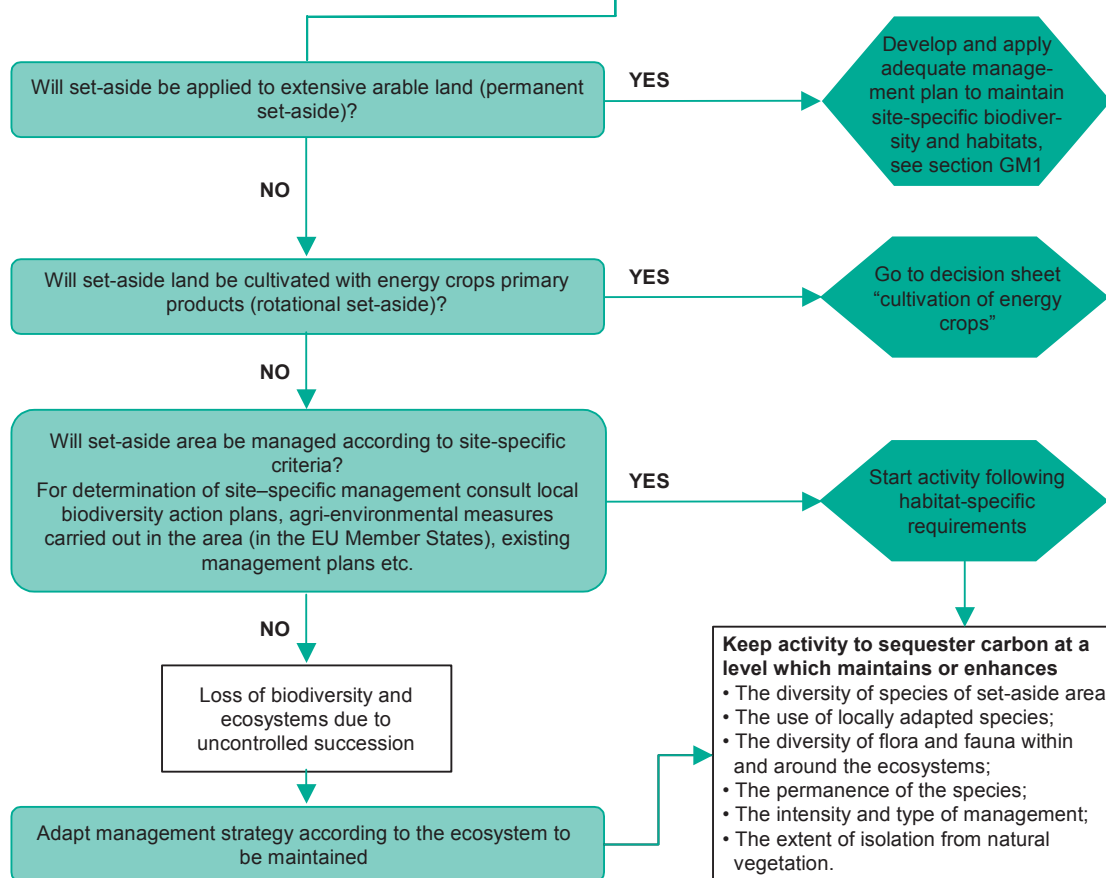 Will set-aside be applied to extensive arable land (permanent
set-aside)?
YES
Develop and apply
adequate manage-
ment plan to maintain
site-specific biodiver-
sity and habitats,
see section GM1
NO
Will set-aside land be cultivated with energy crops primary
products (rotational set-aside)?
YES
Go to decision sheet
“cultivation of energy
crops”
NO
Will set-aside area be managed according to site-specific
criteria?
For determination of site–specific management consult local
biodiversity action plans, agri-environmental measures
carried out in the area (in the EU Member States), existing
management plans etc.
YES
Start activity following
habitat-specific
requirements
NO
Loss of biodiversity and
ecosystems due to
uncontrolled succession
Adapt management strategy according to the ecosystem to
be maintained
Keep activity to sequester carbon at a
level which maintains or enhances
• The diversity of species of set-aside area
• The use of locally adapted species;
• The diversity of flora and fauna within
and around the ecosystems;
• The permanence of the species;
• The intensity and type of management;
• The extent of isolation from natural
vegetation.